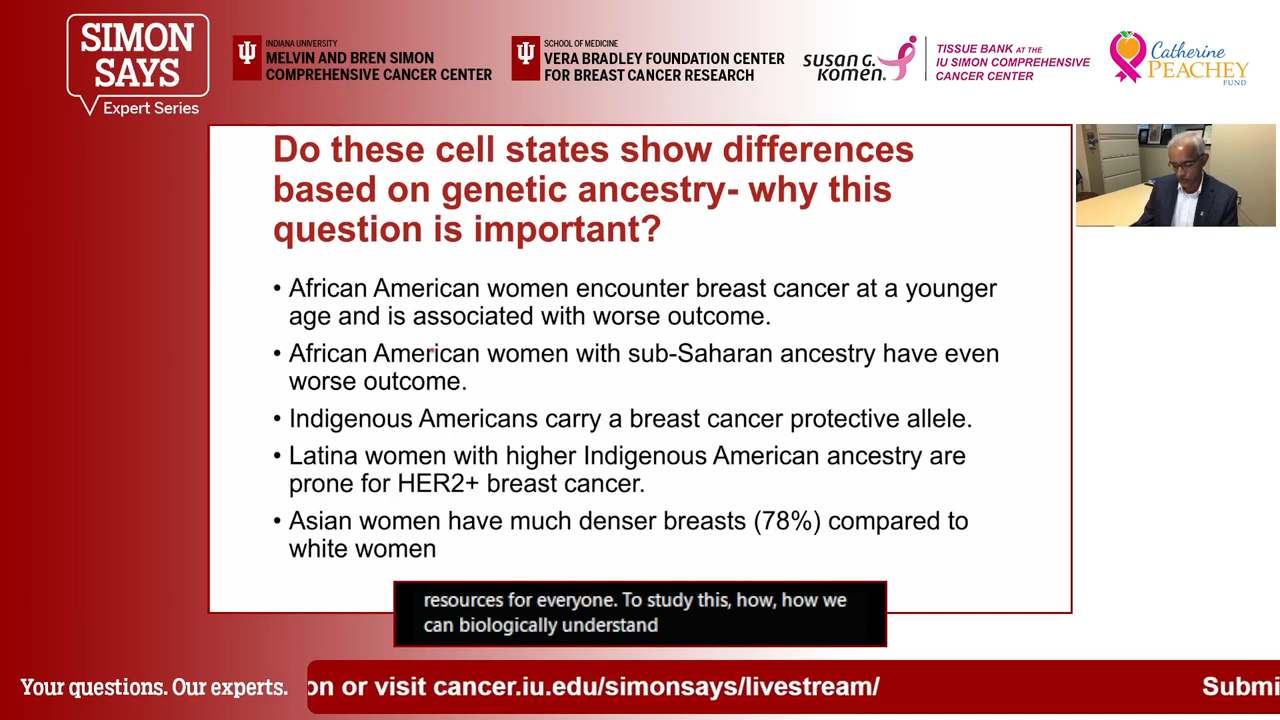 SIMON
SAYS
Expert Series
INDIANA UNIVERSITY
MELVIN AND BREN SIMON
COMPREHENSIVE CANCER CENTER
SCHOOL OF MEDICINE
VERA BRADLEY FOUNDATION CENTER
FOR BREAST CANCER RESEARCH
SUSAN G.
KOMEN.
TISSUE BANK AT THE
IU SIMON COMPREHENSIVE
CANCER CENTER
Catherine
PEACHEY
FUND
Do these cell states show differences
based on genetic ancestry- why this
question is important?
• African American women encounter breast cancer at a younger
age and is associated with worse outcome.
• African American women with sub-Saharan ancestry have even
worse outcome.
• Indigenous Americans carry a breast cancer protective allele.
• Latina women with higher Indigenous American ancestry are
prone for HER2+ breast cancer.
• Asian women have much denser breasts (78%) compared to
white women
resources for everyone. To study this, how, how we
can biologically understand
Your questions. Our experts.
on or visit cancer.iu.edu/simonsays/livestream/
Submi